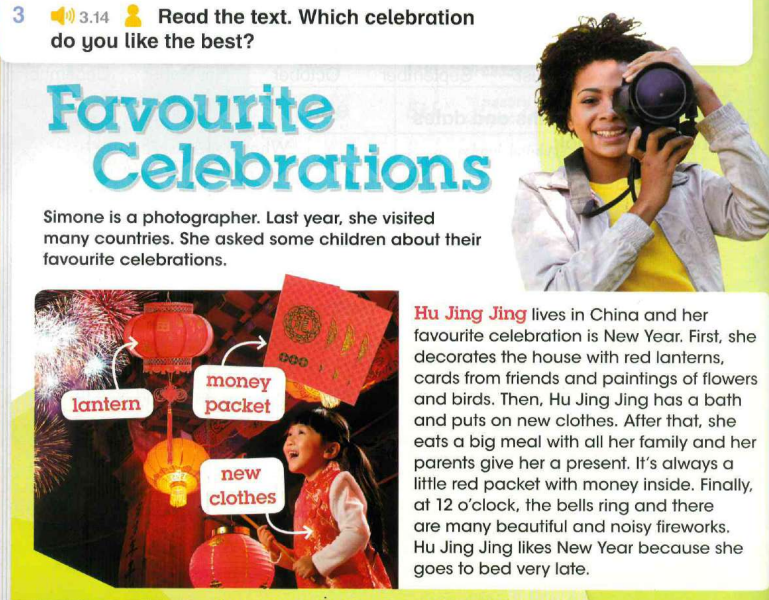 3 3.14 Read the text. Which celebration
do you like the best?
Favourite
Celebrations
Simone is a photographer. Last year, she visited
many countries. She asked some children about their
favourite celebrations.
lantern
money
packet
new
clothes
Hu Jing Jing lives in China and her
favourite celebration is New Year. First, she
decorates the house with red lanterns,
cards from friends and paintings of flowers
and birds. Then, Hu Jing Jing has a bath
and puts on new clothes. After that, she
eats a big meal with all her family and her
parents give her a present. It's always a
little red packet with money inside. Finally,
at 12 o'clock, the bells ring and there
are many beautiful and noisy fireworks.
Hu Jing Jing likes New Year because she
goes to bed very late.